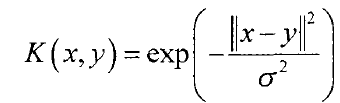 K(x, y) = exp(-‖x - y‖² / σ²)